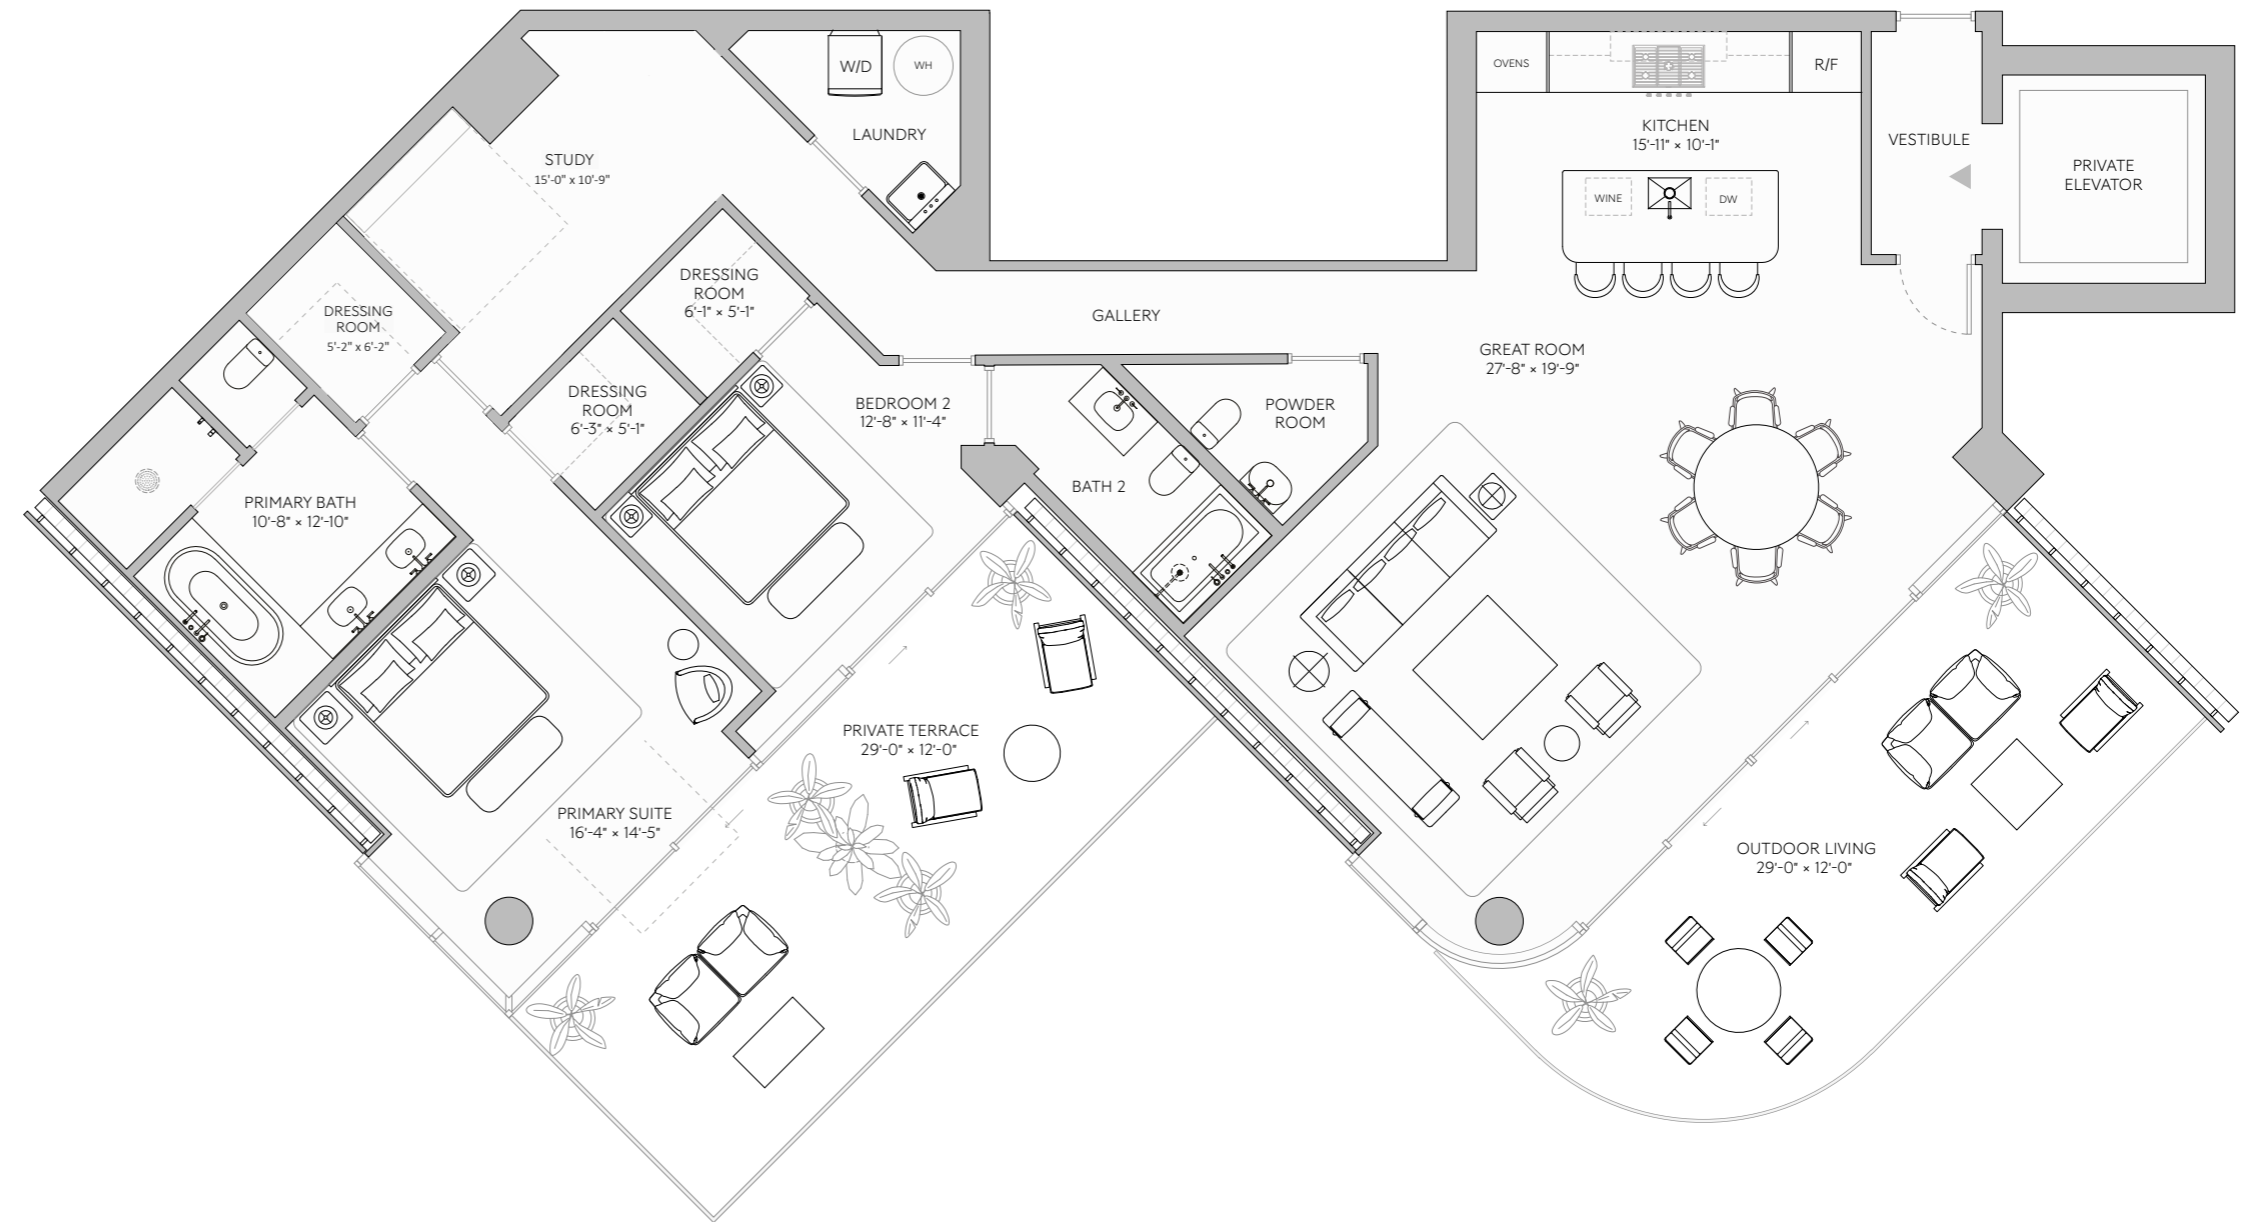 W/D
WH
LAUNDRY
OVENS
R/F
KITCHEN
15'-11" × 10'-1"
VESTIBULE
PRIVATE
ELEVATOR
STUDY
15'-0" x 10'-9"
WINE
DW
DRESSING
ROOM
6'-1" × 5'-1"
DRESSING
ROOM
5'-2" x 6'-2"
GALLERY
GREAT ROOM
27'-8" × 19'-9"
DRESSING
ROOM
6'-3" × 5'-1"
BEDROOM 2
12'-8" × 11'-4"
POWDER
ROOM
BATH 2
PRIMARY BATH
10'-8" × 12'-10"
PRIVATE TERRACE
29'-0" × 12'-0"
PRIMARY SUITE
16'-4" × 14'-5"
OUTDOOR LIVING
29'-0" × 12'-0"